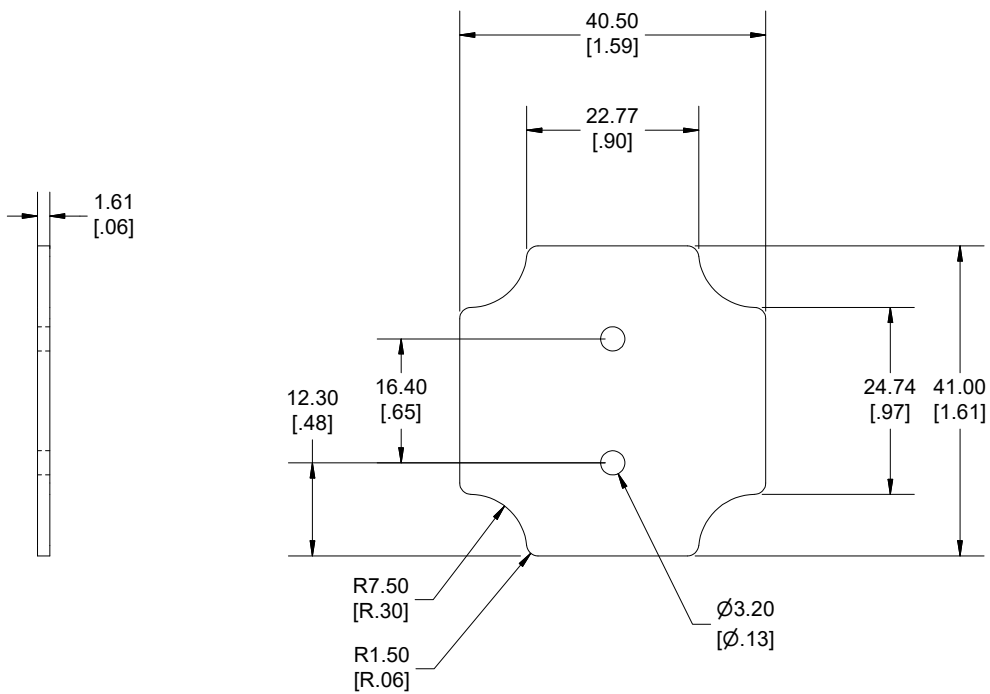 40.50
[1.59]
22.77
[.90]
1.61
[.06]
12.30
[.48]
16.40
[.65]
24.74
[.97]
41.00
[1.61]
R7.50
[R.30]
R1.50
[R.06]
Ø3.20
[Ø.13]